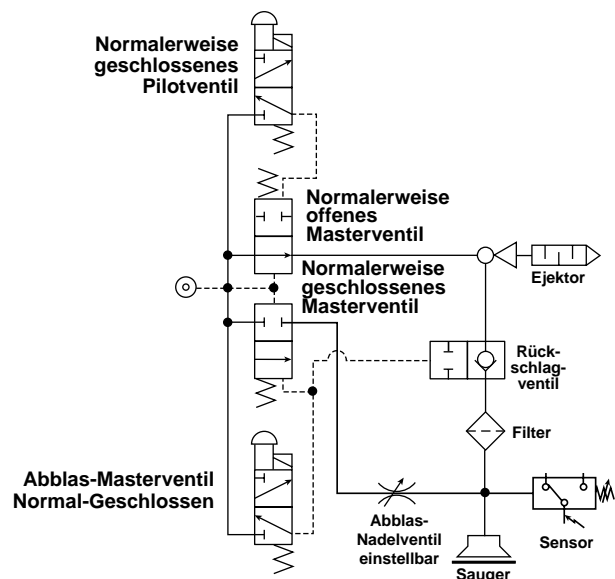 Normalerweise
geschlossenes
Pilotventil
Normalerweise
offenes
Masterventil
Normalerweise
geschlossenes
Masterventil
Ejektor
Rück-
schlag-
ventil
Filter
Abblas-Masterventil
Normal-Geschlossen
Abblas-
Nadelventil
einstellbar
Sensor
Sauger